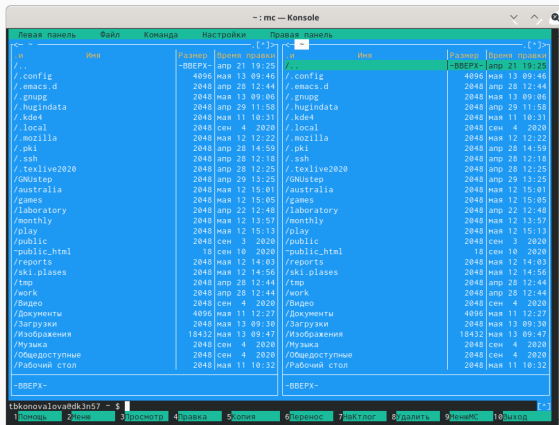 ~ : mc — Konsole
Левая панель Файл Команда Настройки Правая панель
<- ~ .[^]> <- ~ .[^]>
.и Имя Размер Время правки .и Имя Размер Время правки
/.. -ВВЕРХ- апр 21 19:25 /.. -ВВЕРХ- апр 21 19:25
/.config 4096 мая 13 09:46 /.config 4096 мая 13 09:46
/.emacs.d 2048 апр 28 12:44 /.emacs.d 2048 апр 28 12:44
/.gnupg 2048 мая 13 09:06 /.gnupg 2048 мая 13 09:06
/.hugindata 2048 апр 29 11:58 /.hugindata 2048 апр 29 11:58
/.kde4 2048 мая 11 10:31 /.kde4 2048 мая 11 10:31
/.local 2048 сен 4 2020 /.local 2048 сен 4 2020
/.mozilla 2048 мая 12 12:22 /.mozilla 2048 мая 12 12:22
/.pki 2048 апр 28 14:59 /.pki 2048 апр 28 14:59
/.ssh 2048 апр 28 12:18 /.ssh 2048 апр 28 12:18
/.texlive2020 2048 апр 28 12:25 /.texlive2020 2048 апр 28 12:25
/GNUstep 2048 апр 29 13:25 /GNUstep 2048 апр 29 13:25
/australia 2048 мая 12 15:01 /australia 2048 мая 12 15:01
/games 2048 мая 12 15:05 /games 2048 мая 12 15:05
/laboratory 2048 апр 22 12:48 /laboratory 2048 апр 22 12:48
/monthly 2048 мая 12 13:57 /monthly 2048 мая 12 13:57
/play 2048 мая 12 15:13 /play 2048 мая 12 15:13
/public 2048 сен 3 2020 /public 2048 сен 3 2020
~public_html 18 сен 10 2020 ~public_html 18 сен 10 2020
/reports 2048 мая 12 14:03 /reports 2048 мая 12 14:03
/ski.plases 2048 мая 12 14:56 /ski.plases 2048 мая 12 14:56
/tmp 2048 апр 28 12:44 /tmp 2048 апр 28 12:44
/work 2048 апр 28 12:44 /work 2048 апр 28 12:44
/Видео 2048 сен 4 2020 /Видео 2048 сен 4 2020
/Документы 4096 мая 11 12:27 /Документы 4096 мая 11 12:27
/Загрузки 2048 мая 13 09:30 /Загрузки 2048 мая 13 09:30
/Изображения 18432 мая 13 09:47 /Изображения 18432 мая 13 09:47
/Музыка 2048 сен 4 2020 /Музыка 2048 сен 4 2020
/Общедоступные 2048 сен 4 2020 /Общедоступные 2048 сен 4 2020
/Рабочий стол 2048 мая 11 10:32 /Рабочий стол 2048 мая 11 10:32
-ВВЕРХ- -ВВЕРХ-
tbkonovalova@dk3n57 ~ $ [^]
1Помощь 2Меню 3Просмотр 4Правка 5Копия 6Перенос 7НвКтлог 8Удалить 9МенюMC 10Выход